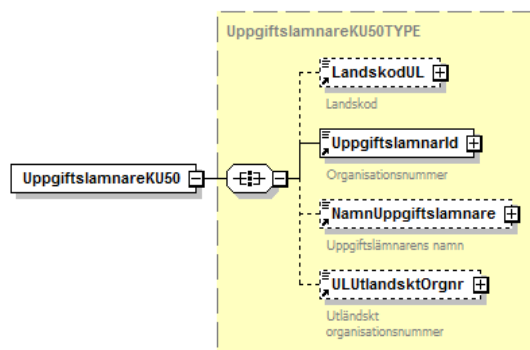 UppgiftslamnareKU50TYPE
LandskodUL
Landskod
UppgiftslamnarId
Organisationsnummer
UppgiftslamnareKU50
NamnUppgiftslamnare
Uppgiftslämnarens namn
ULUtlandsktOrgnr
Utländskt
organisationsnummer